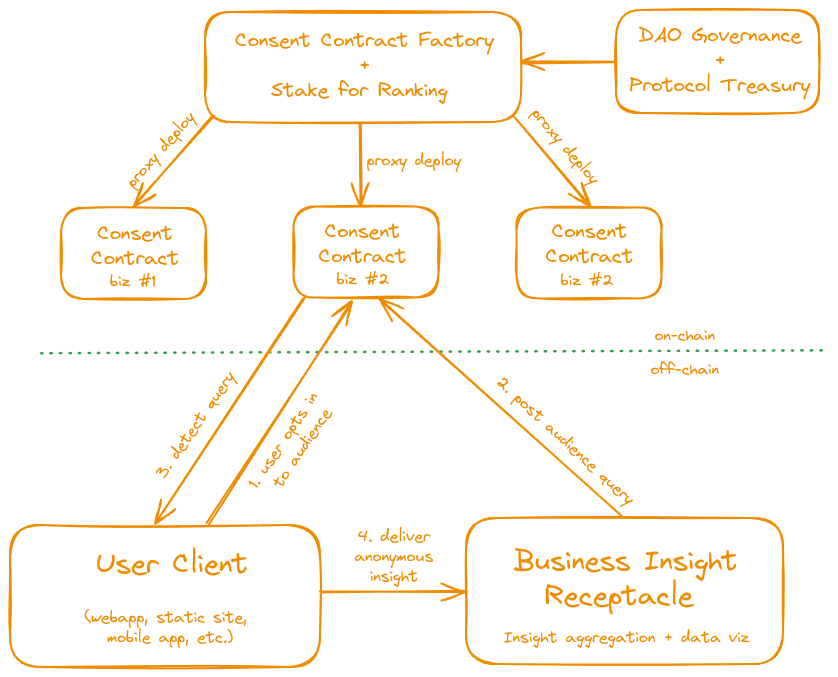 Consent Contract Factory
+
Stake for Ranking
DAO Governance
+
Protocol Treasury
proxy deploy
proxy deploy
proxy deploy
Consent
Contract
biz #1
Consent
Contract
biz #2
Consent
Contract
biz #2
on-chain
off-chain
3. detect query
1. user opts in
to audience
2. post audience query
User Client
(webapp, static site,
mobile app, etc.)
4. deliver
anonymous
insight
Business Insight
Receptacle
Insight aggregation + data viz